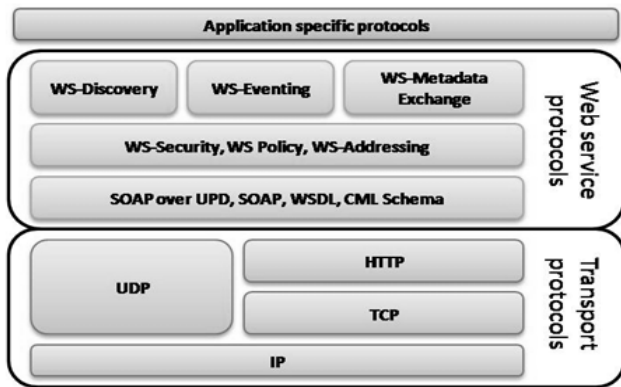 Application specific protocols
WS-Discovery
WS-Eventing
WS-Metadata
Exchange
WS-Security, WS Policy, WS-Addressing
SOAP over UPD, SOAP, WSDL, CML Schema
Web service
protocols
UDP
HTTP
TCP
IP
Transport
protocols